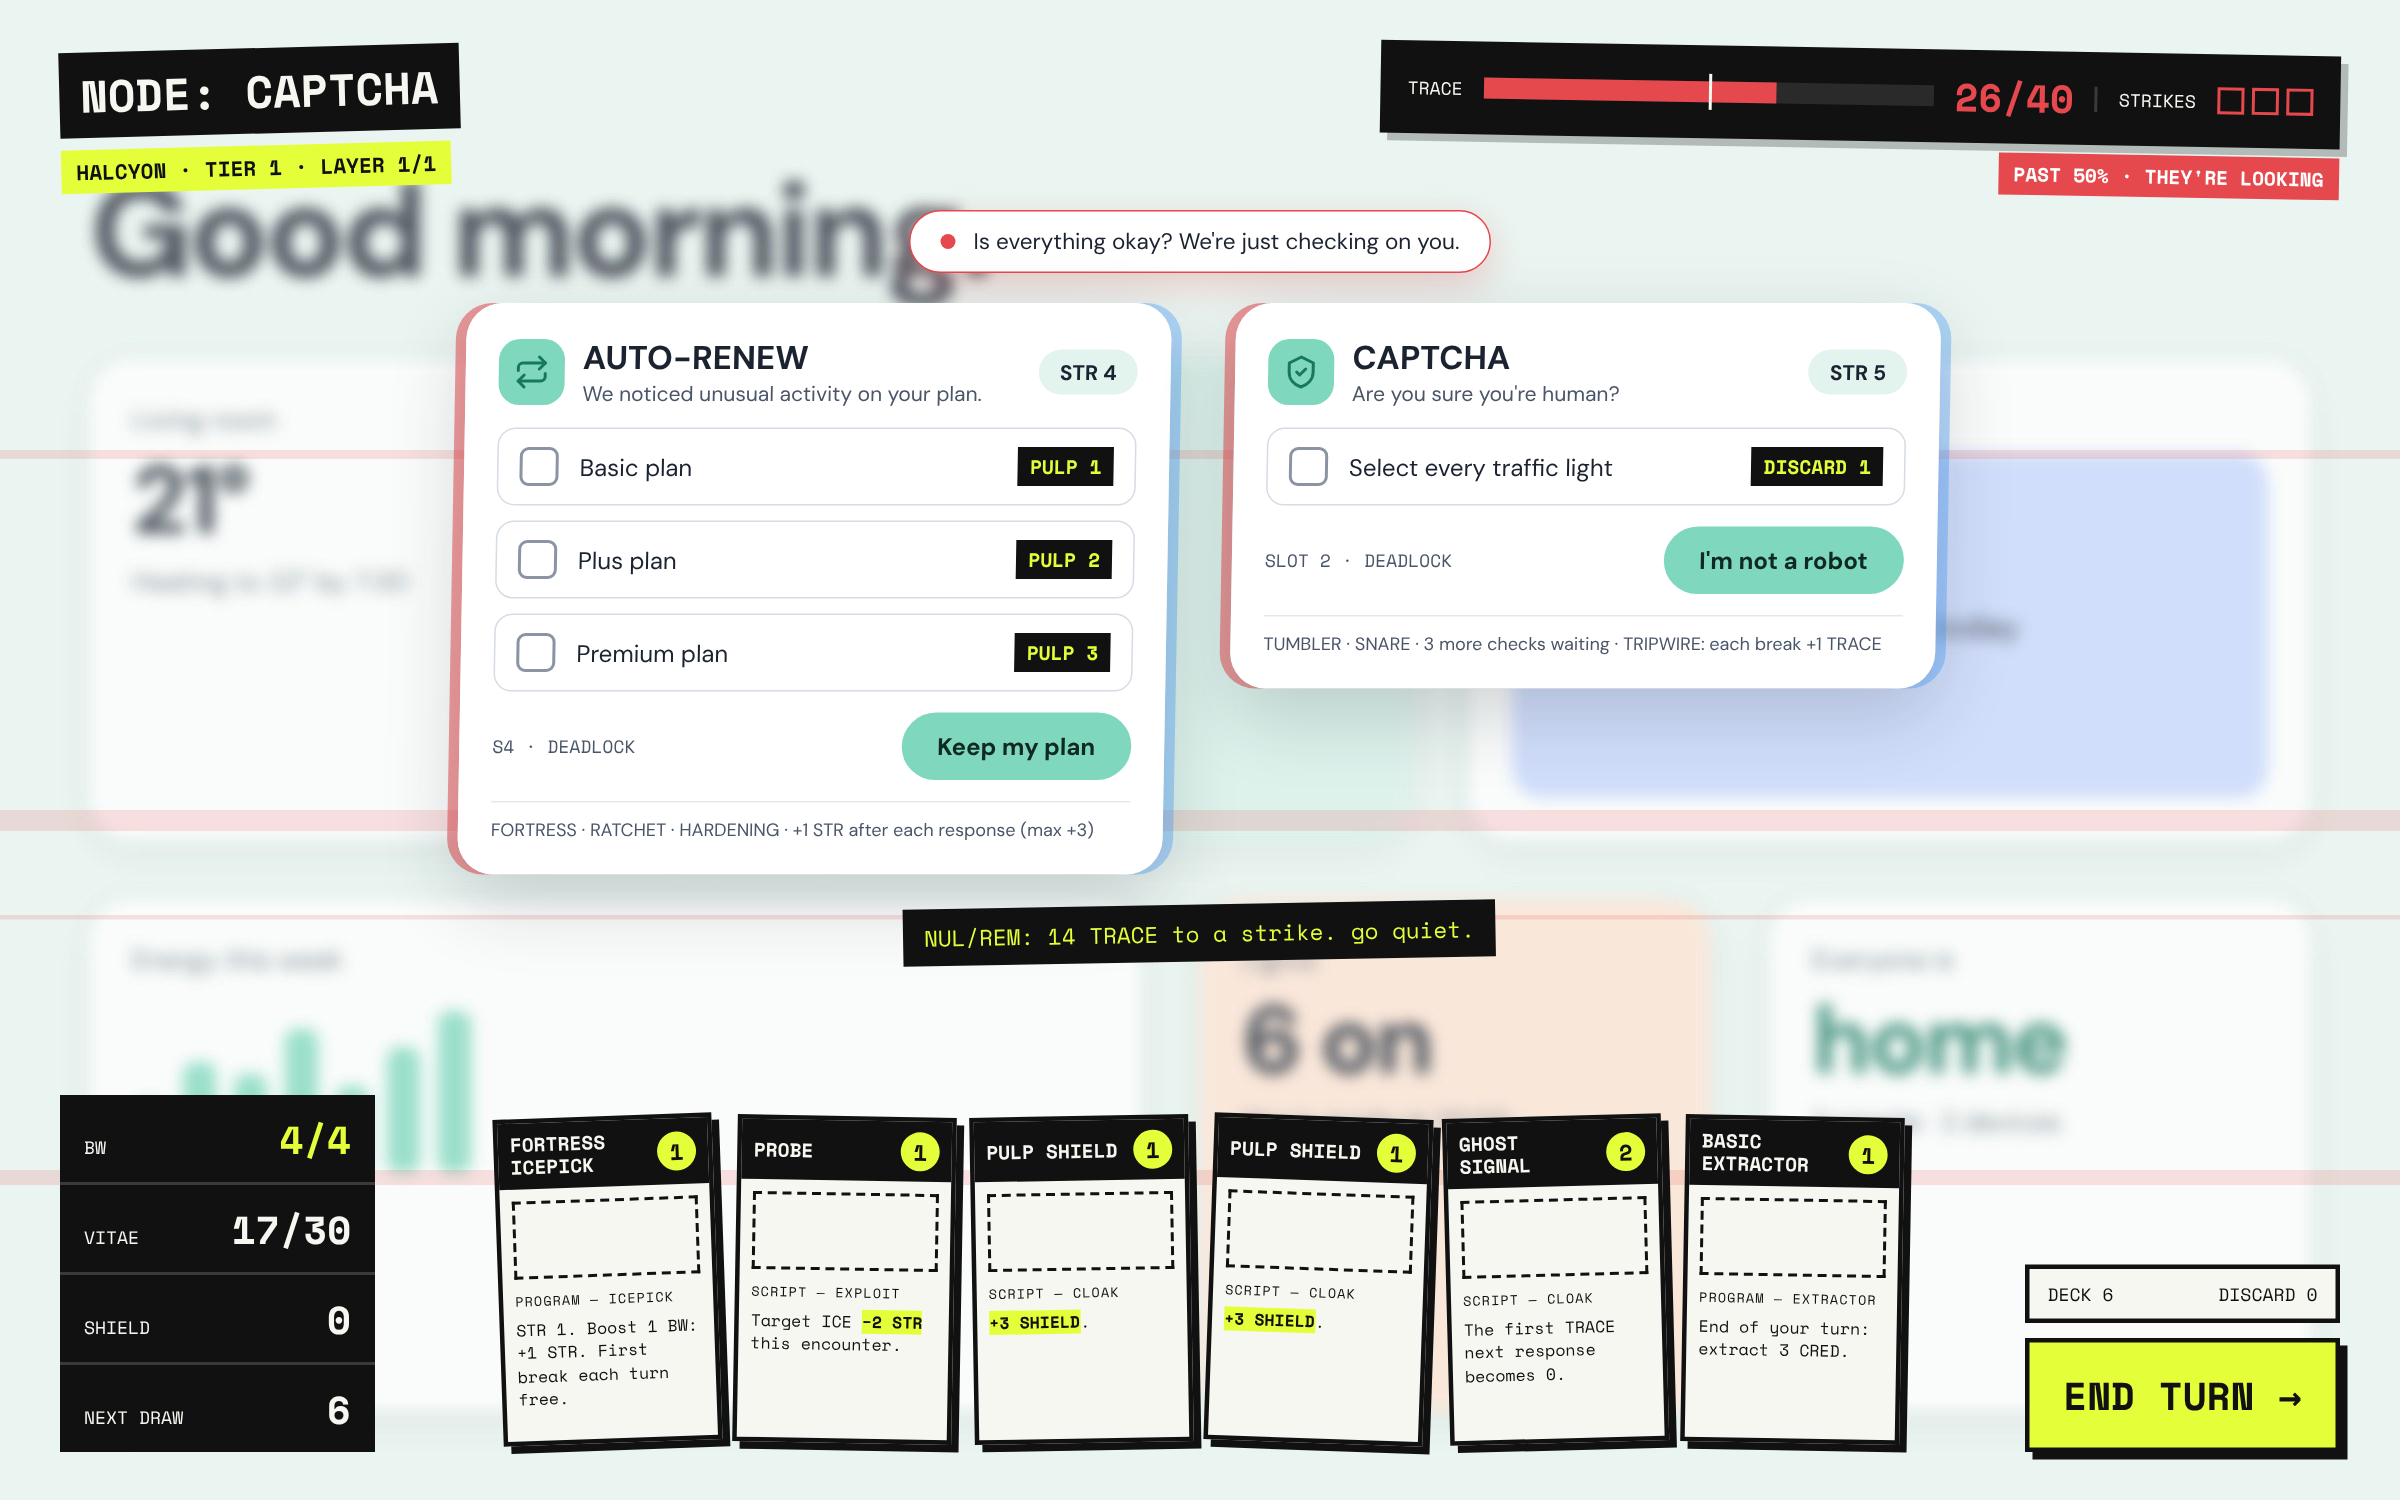 NODE: CAPTCHA
HALCYON · TIER 1 · LAYER 1/1
TRACE
26/40
STRIKES
PAST 50% · THEY'RE LOOKING
Good morning.
Is everything okay? We're just checking on you.
AUTO-RENEW
We noticed unusual activity on your plan.
STR 4
Basic plan
PULP 1
Plus plan
PULP 2
Premium plan
PULP 3
S4 · DEADLOCK
Keep my plan
FORTRESS · RATCHET · HARDENING · +1 STR after each response (max +3)
CAPTCHA
Are you sure you're human?
STR 5
Select every traffic light
DISCARD 1
SLOT 2 · DEADLOCK
I'm not a robot
TUMBLER · SNARE · 3 more checks waiting · TRIPWIRE: each break +1 TRACE
Living room
21°
Energy this week
NUL/REM: 14 TRACE to a strike. go quiet.
6 on
home
BW
4/4
VITAE
17/30
SHIELD
0
NEXT DRAW
6
FORTRESS
ICEPICK
1
PROGRAM – ICEPICK
STR 1. Boost 1 BW:
+1 STR. First
break each turn
free.
PROBE
1
SCRIPT – EXPLOIT
Target ICE -2 STR
this encounter.
PULP SHIELD
1
SCRIPT – CLOAK
+3 SHIELD.
PULP SHIELD
1
SCRIPT – CLOAK
+3 SHIELD.
GHOST
SIGNAL
2
SCRIPT – CLOAK
The first TRACE
next response
becomes 0.
BASIC
EXTRACTOR
1
PROGRAM – EXTRACTOR
End of your turn:
extract 3 CRED.
DECK 6
DISCARD 0
END TURN →